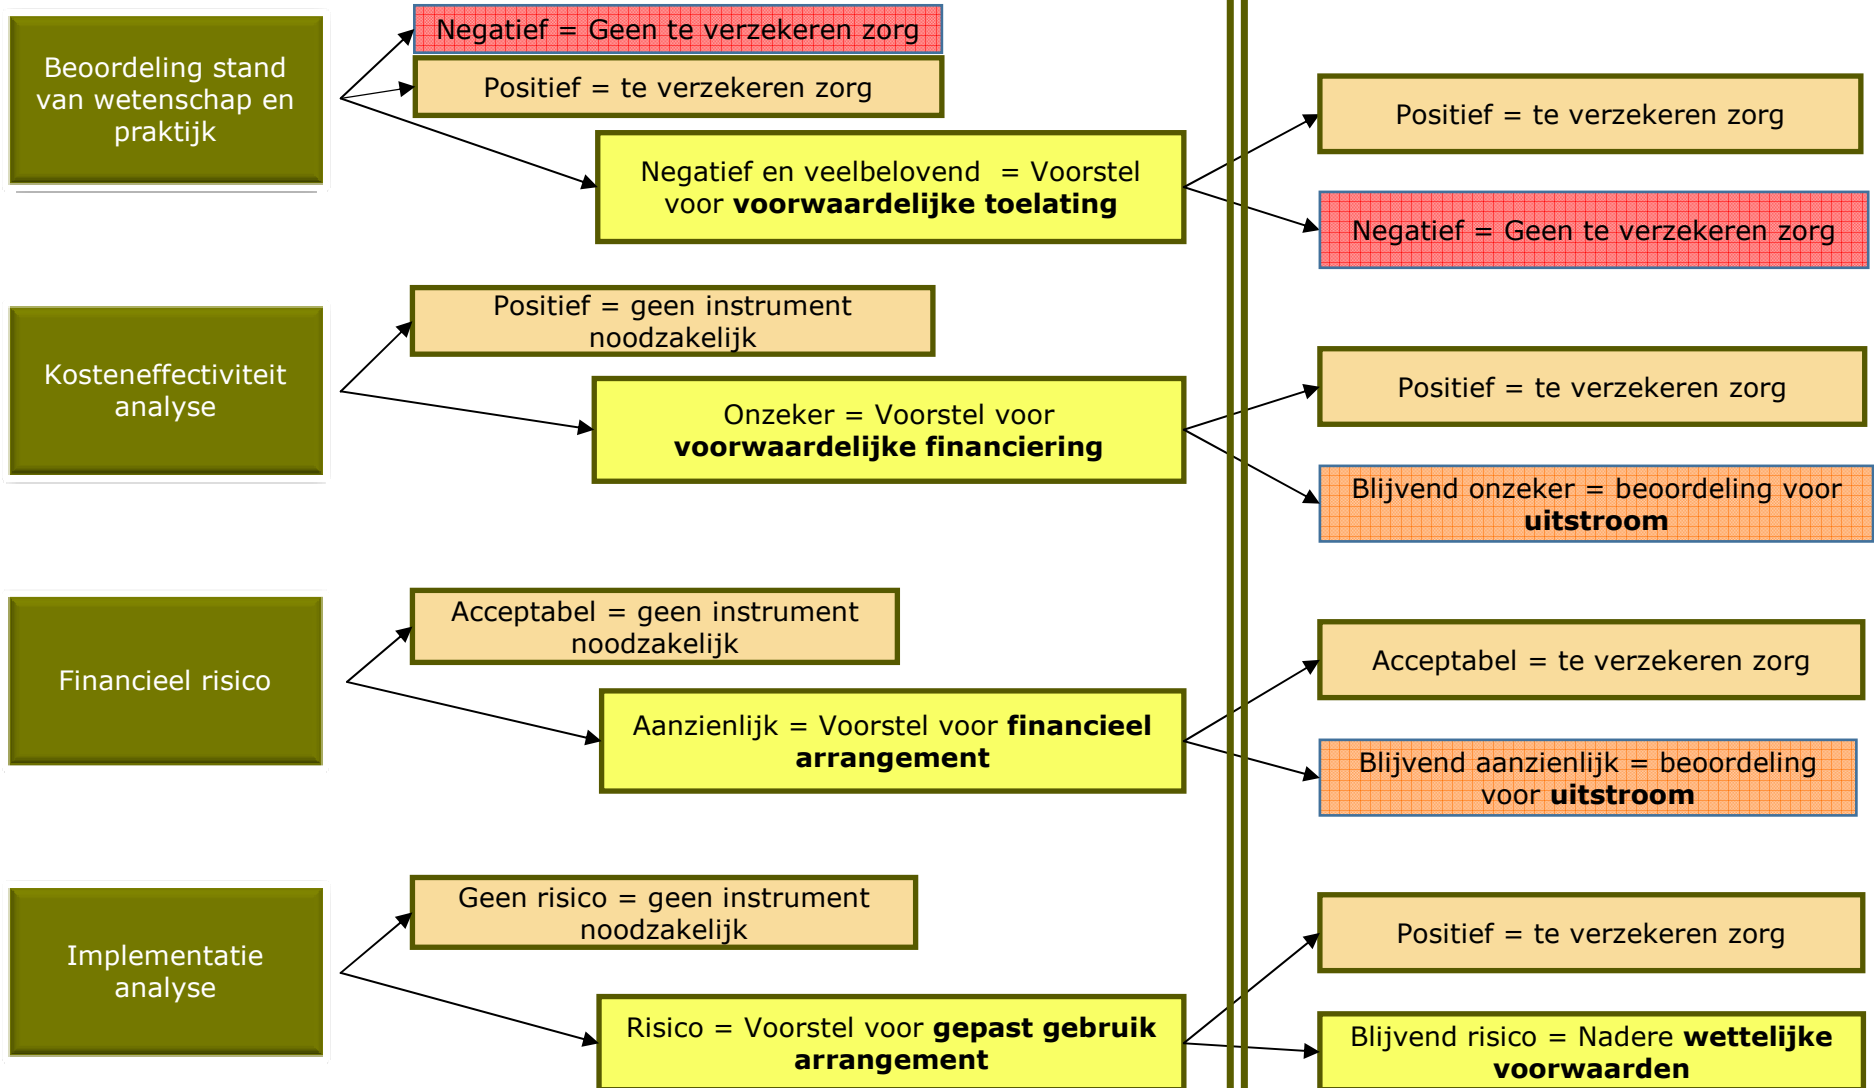 Beoordeling stand
van wetenschap en
praktijk
Negatief = Geen te verzekeren zorg
Positief = te verzekeren zorg
Negatief en veelbelovend = Voorstel
voor voorwaardelijke toelating
Positief = te verzekeren zorg
Negatief = Geen te verzekeren zorg
Kosteneffectiviteit
analyse
Positief = geen instrument
noodzakelijk
Onzeker = Voorstel voor
voorwaardelijke financiering
Positief = te verzekeren zorg
Blijvend onzeker = beoordeling voor
uitstroom
Financieel risico
Acceptabel = geen instrument
noodzakelijk
Aanzienlijk = Voorstel voor financieel
arrangement
Acceptabel = te verzekeren zorg
Blijvend aanzienlijk = beoordeling
voor uitstroom
Implementatie
analyse
Geen risico = geen instrument
noodzakelijk
Risico = Voorstel voor gepast gebruik
arrangement
Positief = te verzekeren zorg
Blijvend risico = Nadere wettelijke
voorwaarden